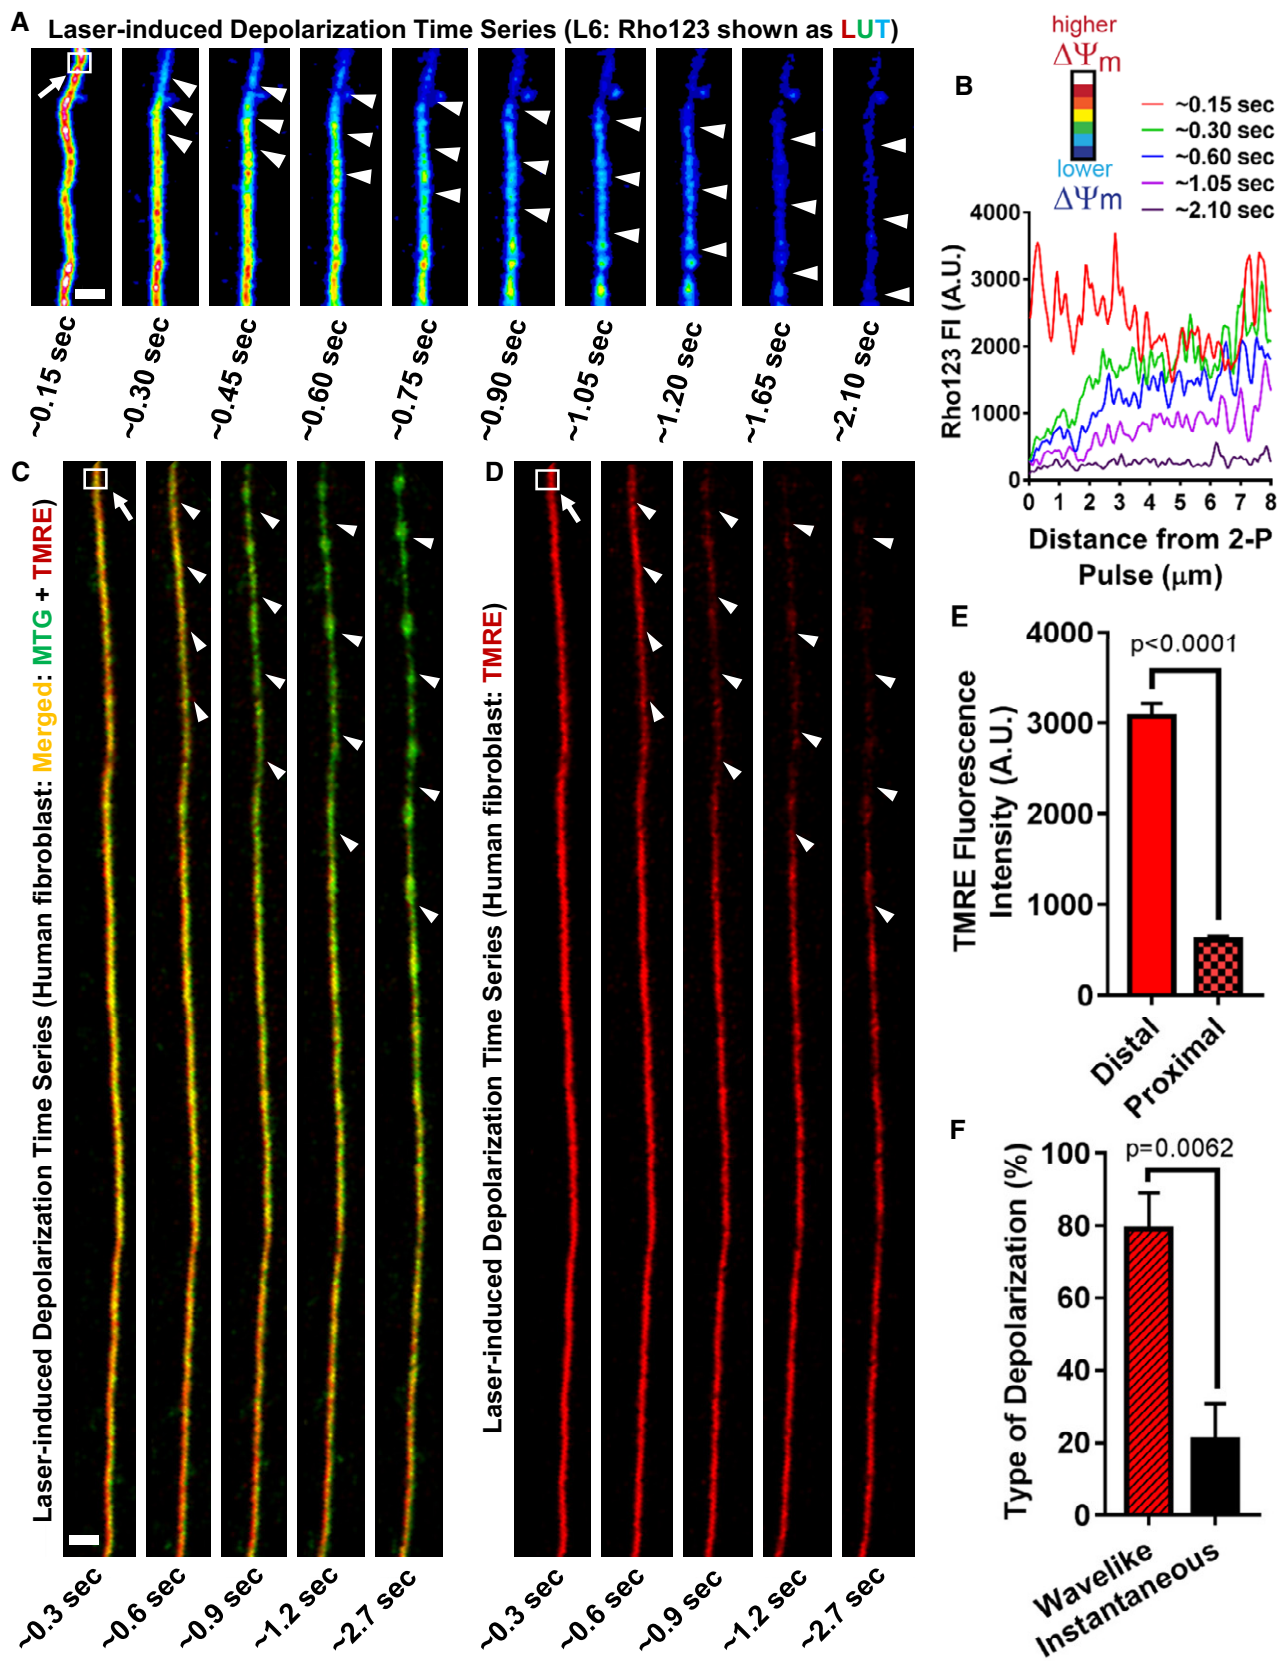 A
Laser-induced Depolarization Time Series (L6: Rho123 shown as LUT)
~0.15 sec
~0.30 sec
~0.45 sec
~0.60 sec
~0.75 sec
~0.90 sec
~1.05 sec
~1.20 sec
~1.65 sec
~2.10 sec
B
higher
ΔΨm
lower
ΔΨm
~0.15 sec
~0.30 sec
~0.60 sec
~1.05 sec
~2.10 sec
Rho123 FI (A.U.)
4000
3000
2000
1000
0
0 1 2 3 4 5 6 7 8
Distance from 2-P
Pulse (μm)
C
Laser-induced Depolarization Time Series (Human fibroblast: Merged: MTG + TMRE)
~0.3 sec
~0.6 sec
~0.9 sec
~1.2 sec
~2.7 sec
D
Laser-induced Depolarization Time Series (Human fibroblast: TMRE)
~0.3 sec
~0.6 sec
~0.9 sec
~1.2 sec
~2.7 sec
E
TMRE Fluorescence
Intensity (A.U.)
4000
3000
2000
1000
0
p<0.0001
Distal
Proximal
F
Type of Depolarization (%)
100
80
60
40
20
0
p=0.0062
Wavelike
Instantaneous